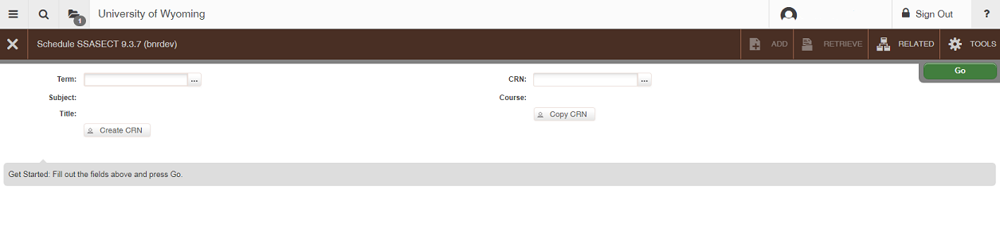 1 University of Wyoming Sign Out ?
Schedule SSASECT 9.3.7 (bnrdev) ADD RETRIEVE RELATED TOOLS
Go
Term: ... CRN: ...
Subject: Course:
Title: Copy CRN
Create CRN
Get Started: Fill out the fields above and press Go.